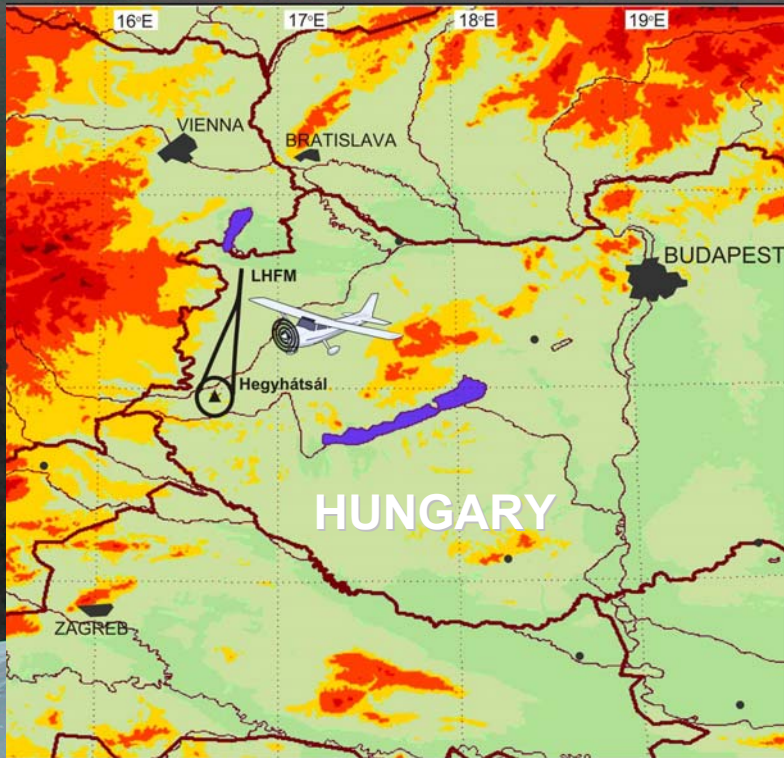 16°E 17°E 18°E 19°E
VIENNA
BRATISLAVA
BUDAPEST
LHFM
Hegyhátsál
HUNGARY
ZAGREB